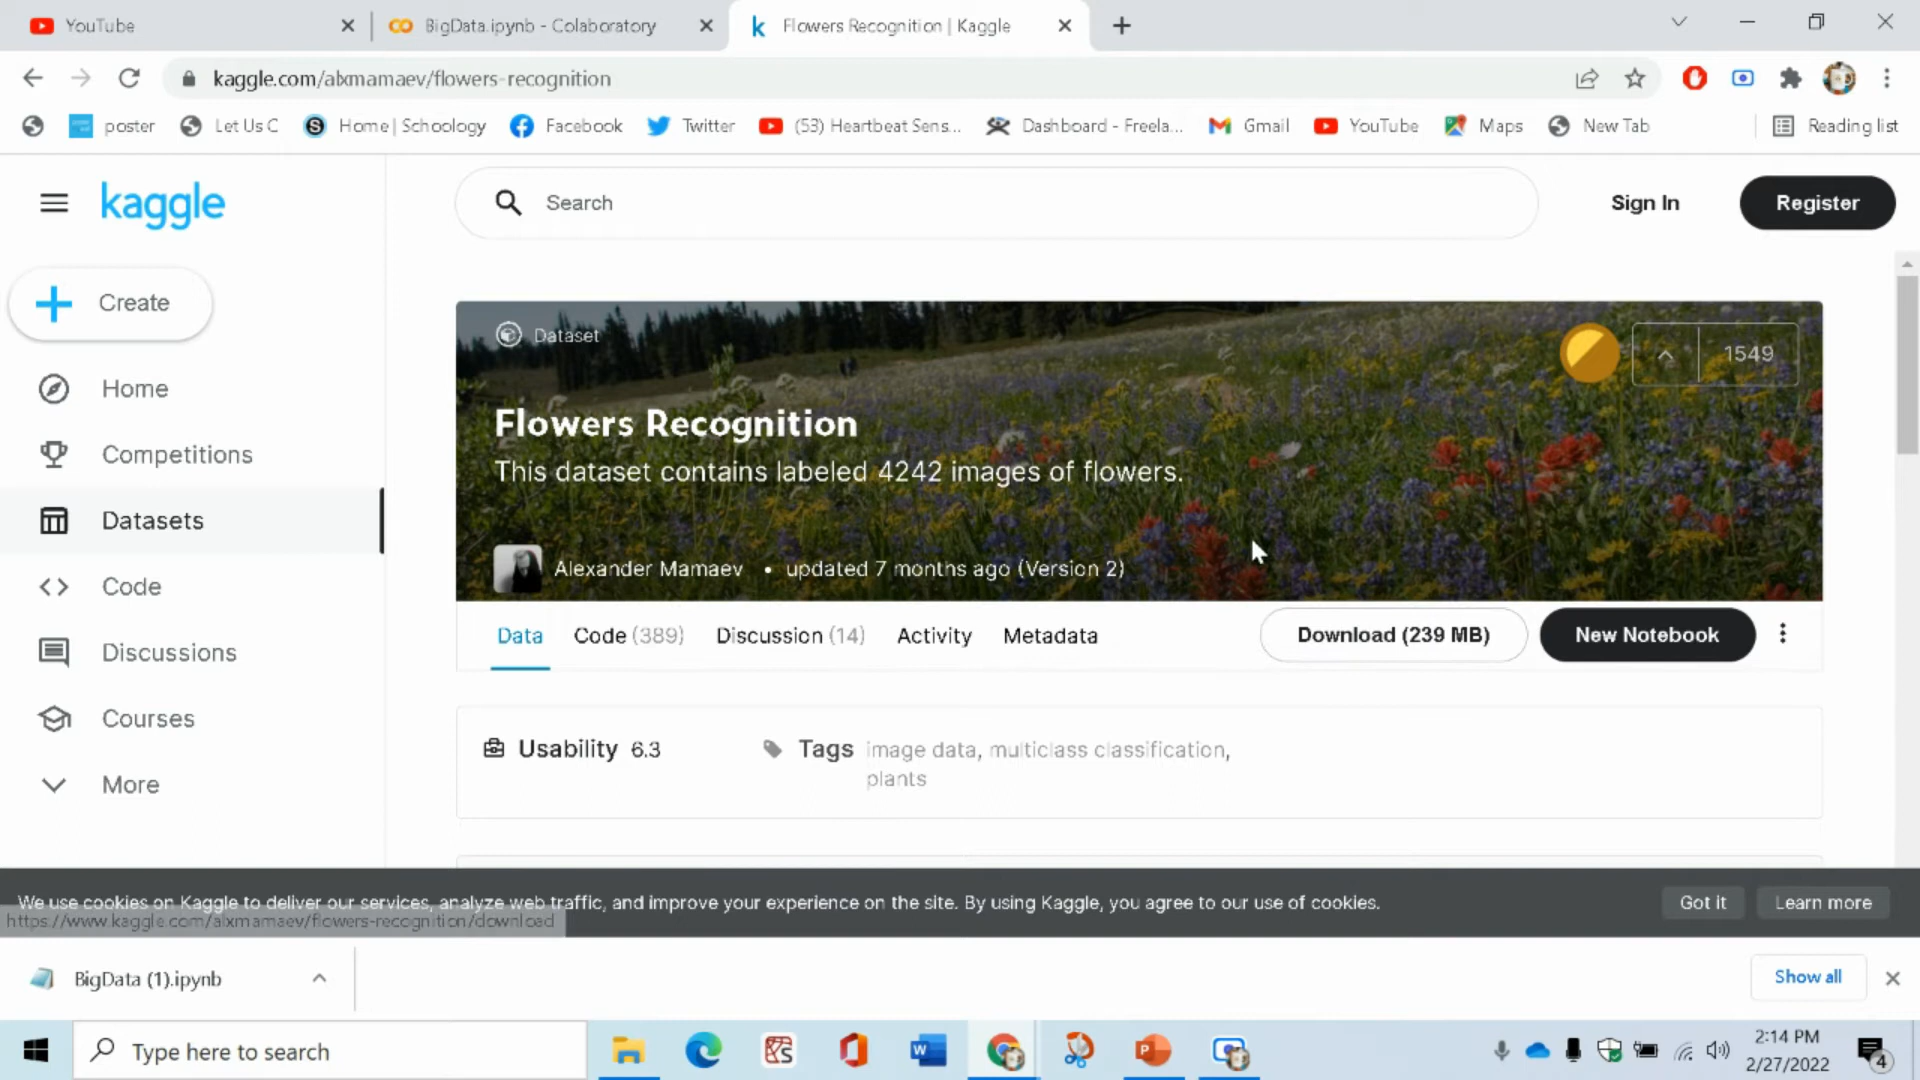 YouTube
BigData.ipynb - Colaboratory
Flowers Recognition | Kaggle
kaggle.com/alxmamaev/flowers-recognition
poster
Let Us C
Home | Schoology
Facebook
Twitter
(53) Heartbeat Sens...
Dashboard - Freela...
Gmail
YouTube
Maps
New Tab
Reading list
kaggle
Search
Sign In
Register
Create
Home
Competitions
Datasets
Code
Discussions
Courses
More
Dataset
1549
Flowers Recognition
This dataset contains labeled 4242 images of flowers.
Alexander Mamaev • updated 7 months ago (Version 2)
Data
Code (389)
Discussion (14)
Activity
Metadata
Download (239 MB)
New Notebook
Usability 6.3
Tags image data, multiclass classification,
plants
We use cookies on Kaggle to deliver our services, analyze web traffic, and improve your experience on the site. By using Kaggle, you agree to our use of cookies.
Got it
Learn more
https://www.kaggle.com/alxmamaev/flowers-recognition/download
BigData (1).ipynb
Show all
Type here to search
2:14 PM
2/27/2022
4